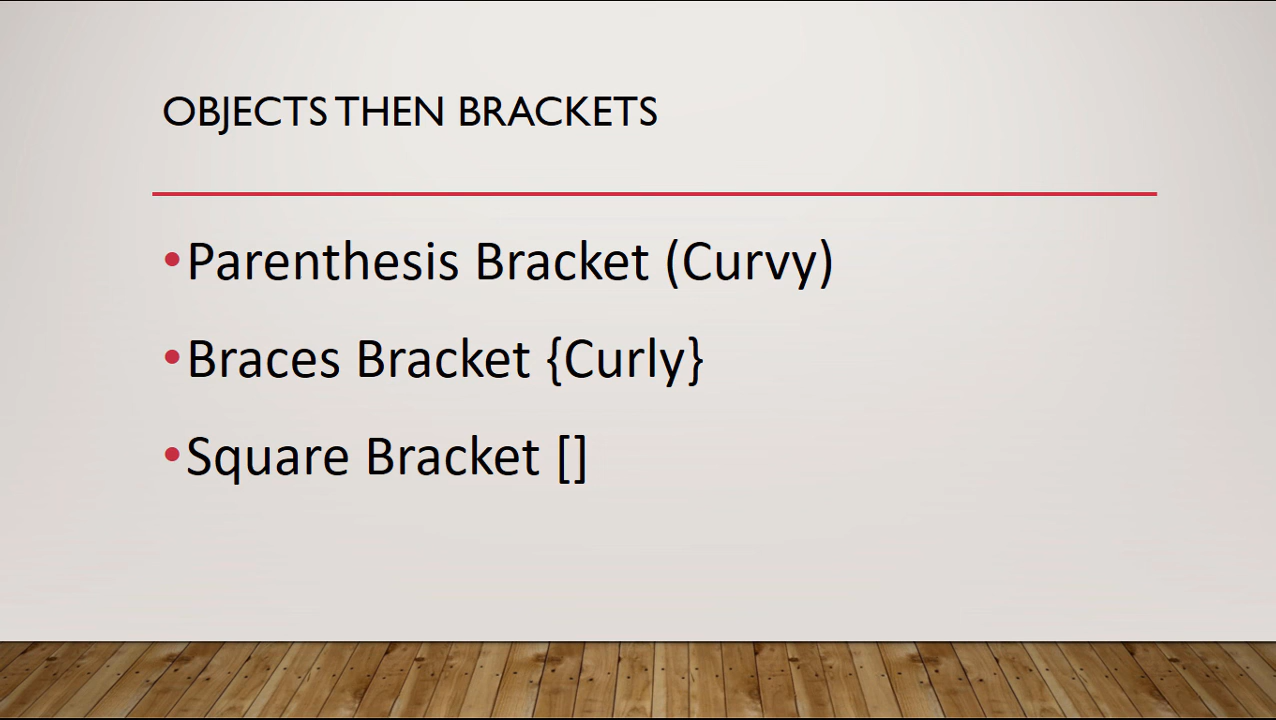 OBJECTS THEN BRACKETS
•Parenthesis Bracket (Curvy)
•Braces Bracket {Curly}
•Square Bracket []